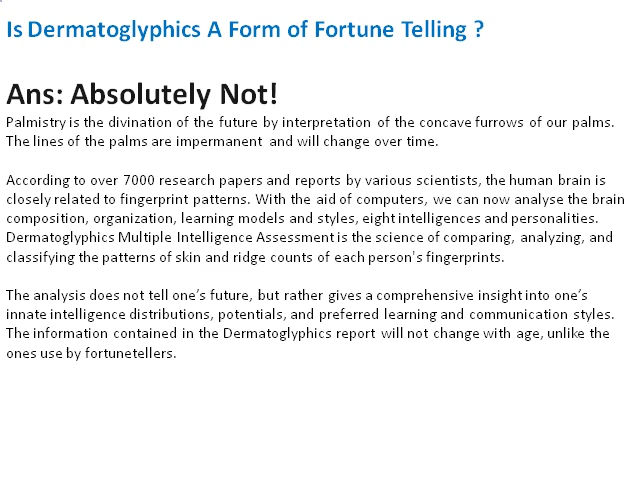 Is Dermatoglyphics A Form of Fortune Telling ?
Ans: Absolutely Not!
Palmistry is the divination of the future by interpretation of the concave furrows of our palms.
The lines of the palms are impermanent and will change over time.
According to over 7000 research papers and reports by various scientists, the human brain is
closely related to fingerprint patterns. With the aid of computers, we can now analyse the brain
composition, organization, learning models and styles, eight intelligences and personalities.
Dermatoglyphics Multiple Intelligence Assessment is the science of comparing, analyzing, and
classifying the patterns of skin and ridge counts of each person's fingerprints.
The analysis does not tell one’s future, but rather gives a comprehensive insight into one’s
innate intelligence distributions, potentials, and preferred learning and communication styles.
The information contained in the Dermatoglyphics report will not change with age, unlike the
ones use by fortunetellers.